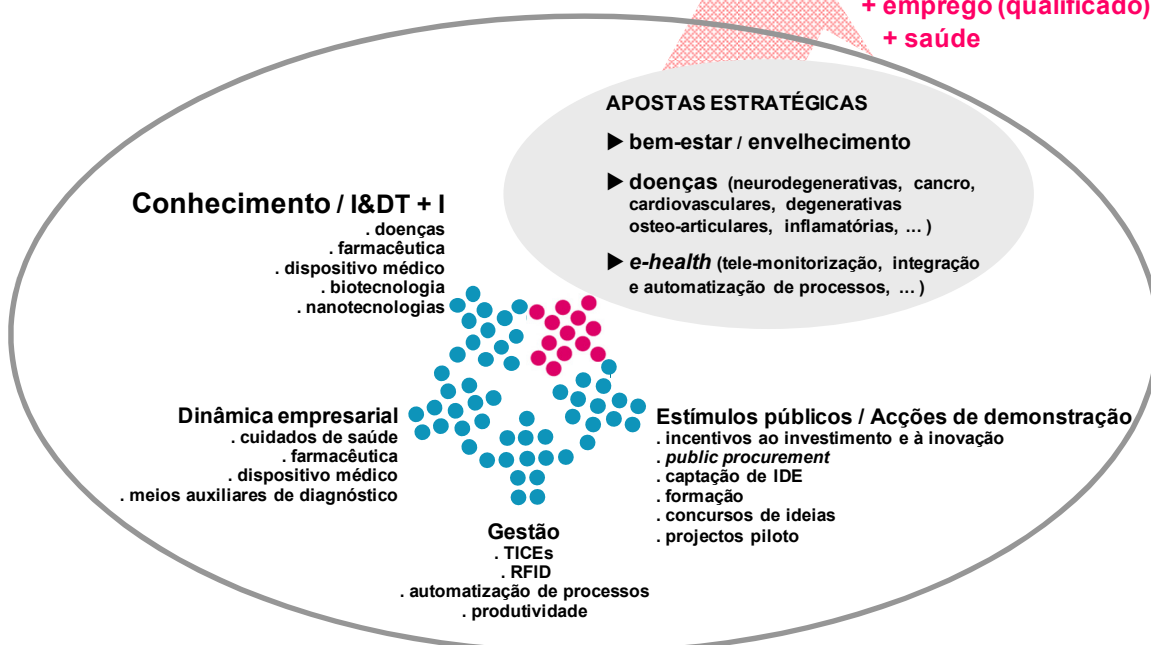 + emprego (qualificado)
+ saúde
APOSTAS ESTRATÉGICAS
▶ bem-estar / envelhecimento
▶ doenças (neurodegenerativas, cancro,
cardiovasculares, degenerativas
osteo-articulares, inflamatórias, ... )
▶ e-health (tele-monitorização, integração
e automatização de processos, ... )
Conhecimento / I&DT + I
. doenças
. farmacêutica
. dispositivo médico
. biotecnologia
. nanotecnologias
Dinâmica empresarial
. cuidados de saúde
. farmacêutica
. dispositivo médico
. meios auxiliares de diagnóstico
Estímulos públicos / Acções de demonstração
. incentivos ao investimento e à inovação
. public procurement
. captação de IDE
. formação
. concursos de ideias
. projectos piloto
Gestão
. TICEs
. RFID
. automatização de processos
. produtividade